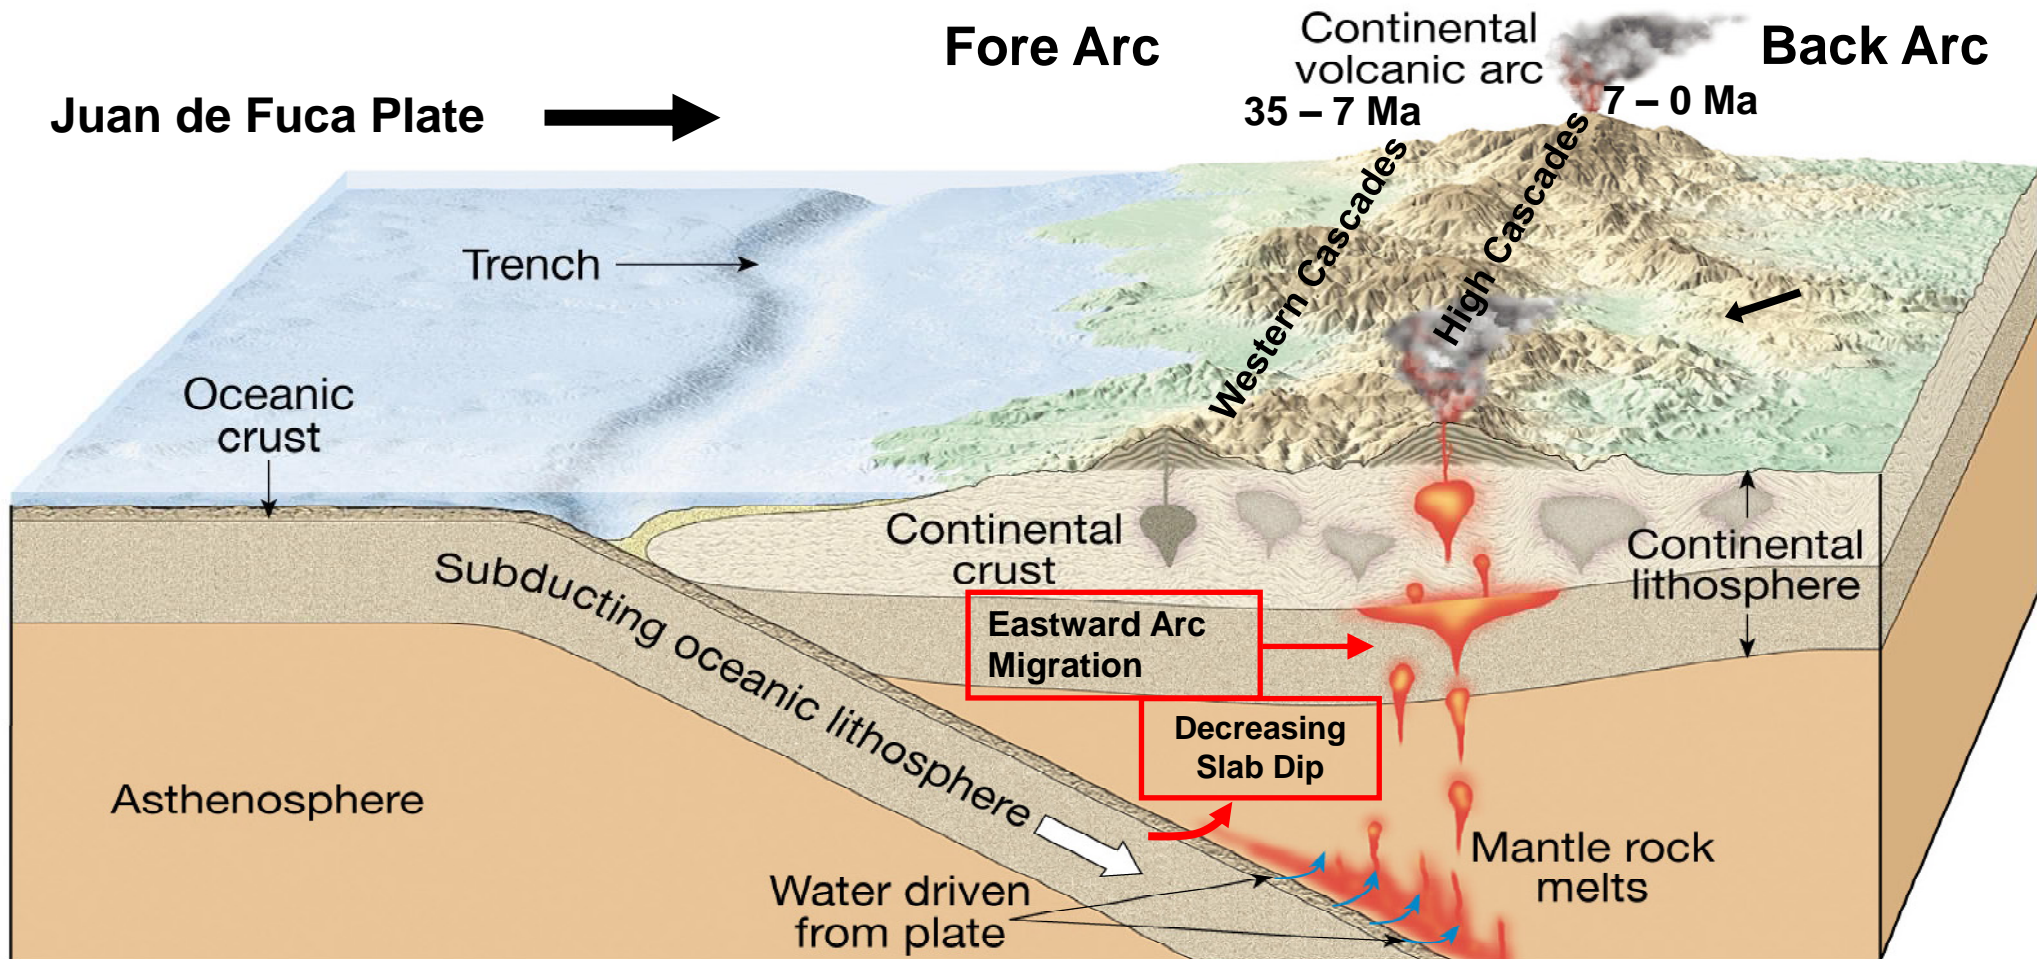 Fore Arc
Continental
volcanic arc
Back Arc
Juan de Fuca Plate
35 – 7 Ma
7 – 0 Ma
Western Cascades
High Cascades
Trench
Oceanic
crust
Continental
crust
Continental
lithosphere
Subducting oceanic lithosphere
Eastward Arc
Migration
Decreasing
Slab Dip
Asthenosphere
Mantle rock
melts
Water driven
from plate